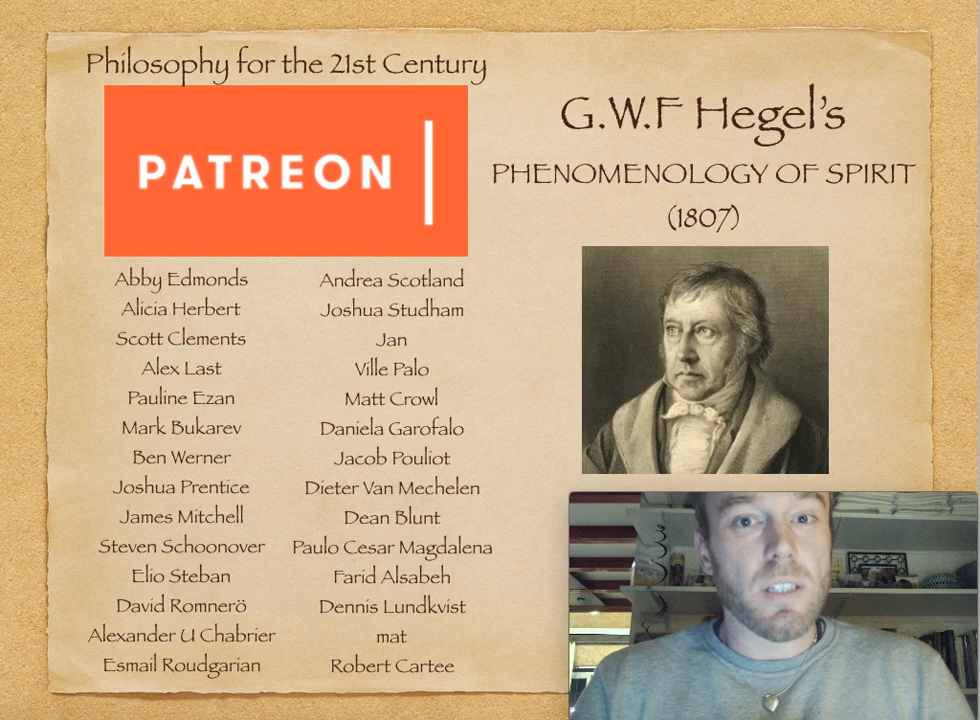 Philosophy for the 21st Century
PATREON
Abby Edmonds
Alicia Herbert
Scott Clements
Alex Last
Pauline Ezan
Mark Bukarev
Ben Werner
Joshua Prentice
James Mitchell
Steven Schoonover
Elio Steban
David Romnerö
Alexander U Chabrier
Esmail Roudgarian
Andrea Scotland
Joshua Studham
Jan
Ville Palo
Matt Crowl
Daniela Garofalo
Jacob Pouliot
Dieter Van Mechelen
Dean Blunt
Paulo Cesar Magdalena
Farid Alsabeh
Dennis Lundkvist
mat
Robert Cartee
G.W.F Hegel's
PHENOMENOLOGY OF SPIRIT
(1807)